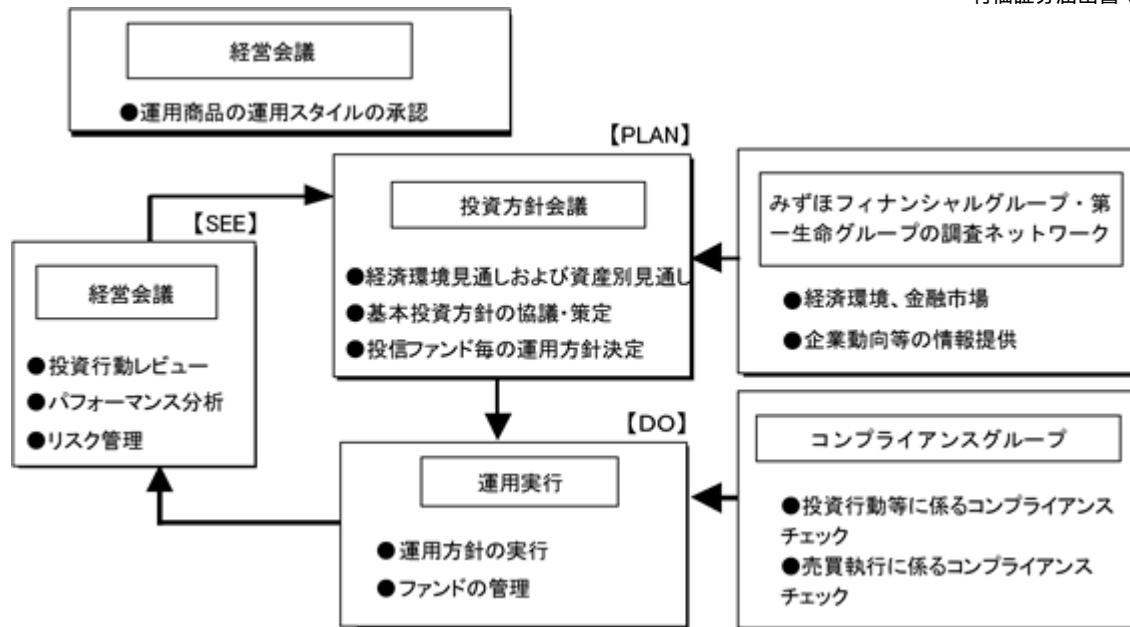 経営会議
●運用商品の運用スタイルの承認
【PLAN】
投資方針会議
●経済環境見通しおよび資産別見通し
●基本投資方針の協議・策定
●投信ファンド毎の運用方針決定
みずほフィナンシャルグループ・第
一生命グループの調査ネットワーク
●経済環境、金融市場
●企業動向等の情報提供
【SEE】
経営会議
●投資行動レビュー
●パフォーマンス分析
●リスク管理
【DO】
運用実行
●運用方針の実行
●ファンドの管理
コンプライアンスグループ
●投資行動等に係るコンプライアンス
チェック
●売買執行に係るコンプライアンス
チェック